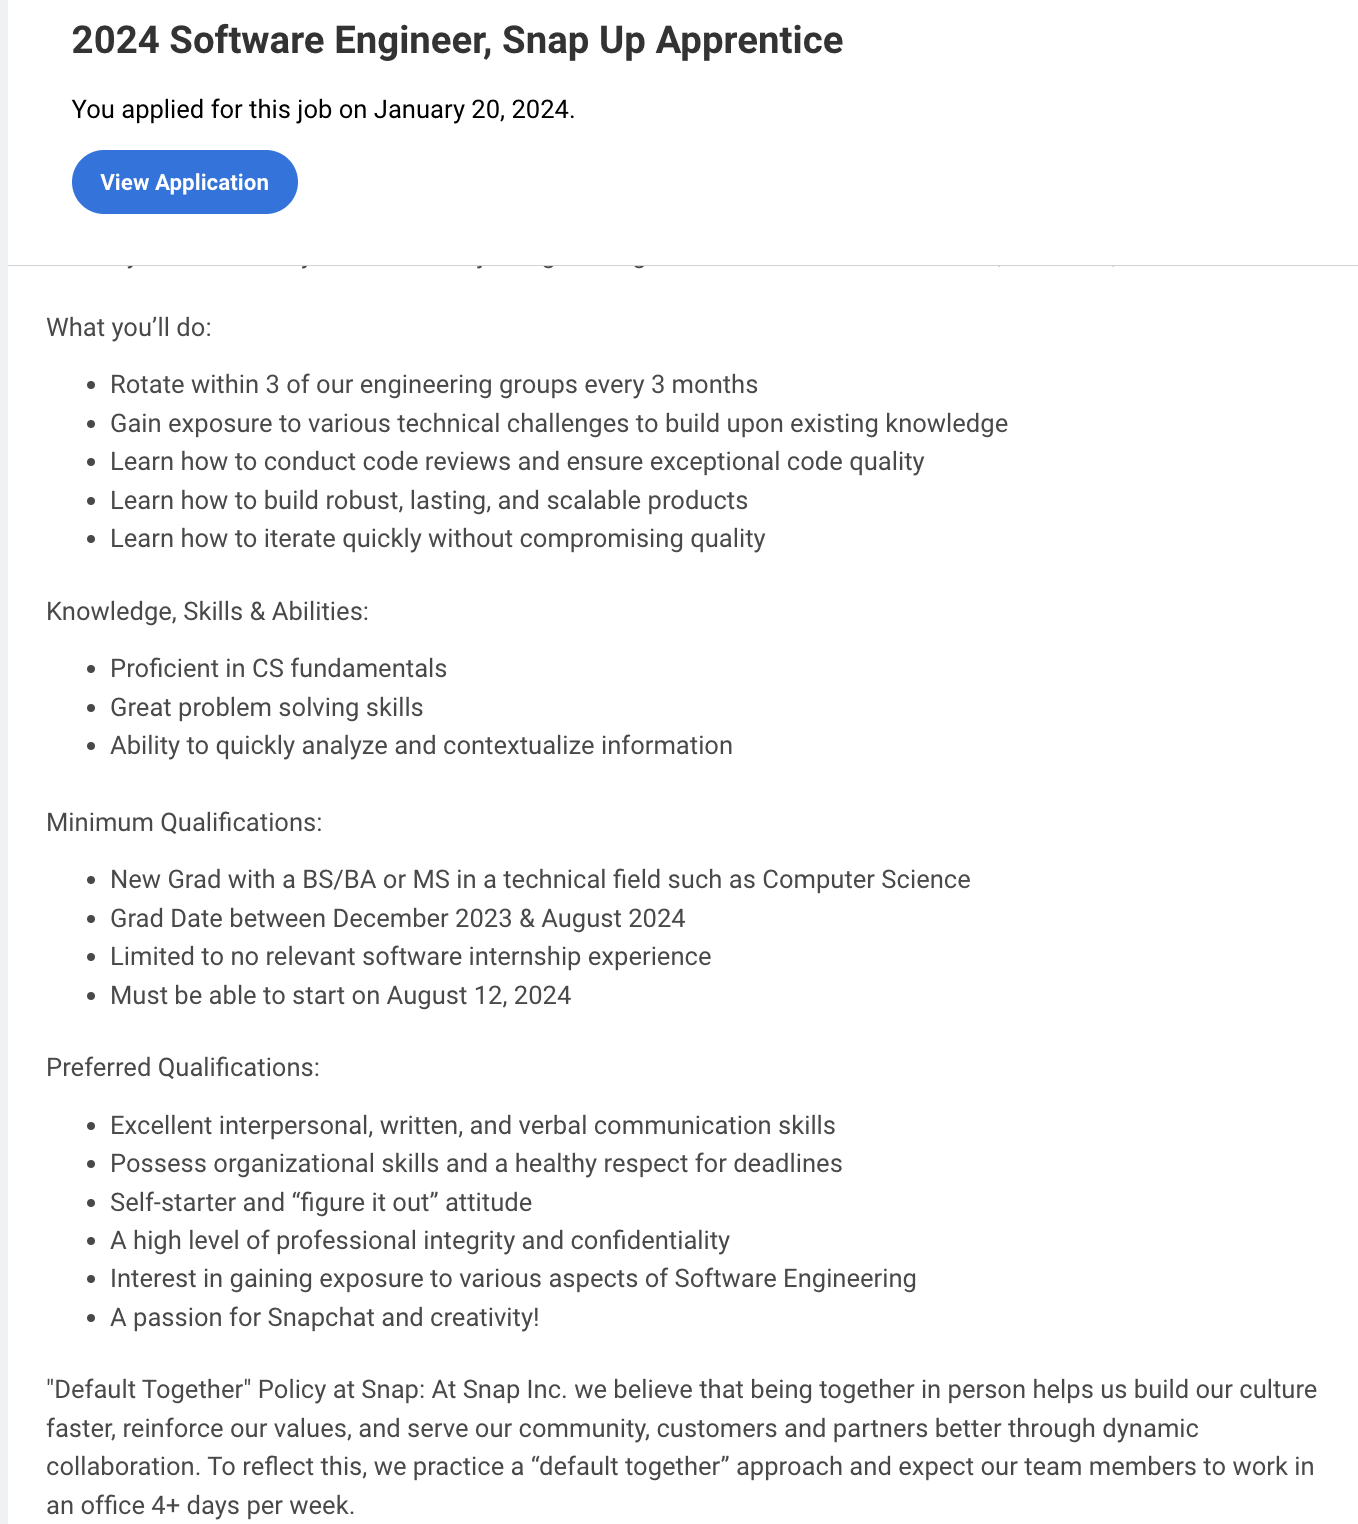 2024 Software Engineer, Snap Up Apprentice
You applied for this job on January 20, 2024.
View Application
What you’ll do:
• Rotate within 3 of our engineering groups every 3 months
• Gain exposure to various technical challenges to build upon existing knowledge
• Learn how to conduct code reviews and ensure exceptional code quality
• Learn how to build robust, lasting, and scalable products
• Learn how to iterate quickly without compromising quality
Knowledge, Skills & Abilities:
• Proficient in CS fundamentals
• Great problem solving skills
• Ability to quickly analyze and contextualize information
Minimum Qualifications:
• New Grad with a BS/BA or MS in a technical field such as Computer Science
• Grad Date between December 2023 & August 2024
• Limited to no relevant software internship experience
• Must be able to start on August 12, 2024
Preferred Qualifications:
• Excellent interpersonal, written, and verbal communication skills
• Possess organizational skills and a healthy respect for deadlines
• Self-starter and “figure it out” attitude
• A high level of professional integrity and confidentiality
• Interest in gaining exposure to various aspects of Software Engineering
• A passion for Snapchat and creativity!
"Default Together" Policy at Snap: At Snap Inc. we believe that being together in person helps us build our culture
faster, reinforce our values, and serve our community, customers and partners better through dynamic
collaboration. To reflect this, we practice a “default together” approach and expect our team members to work in
an office 4+ days per week.